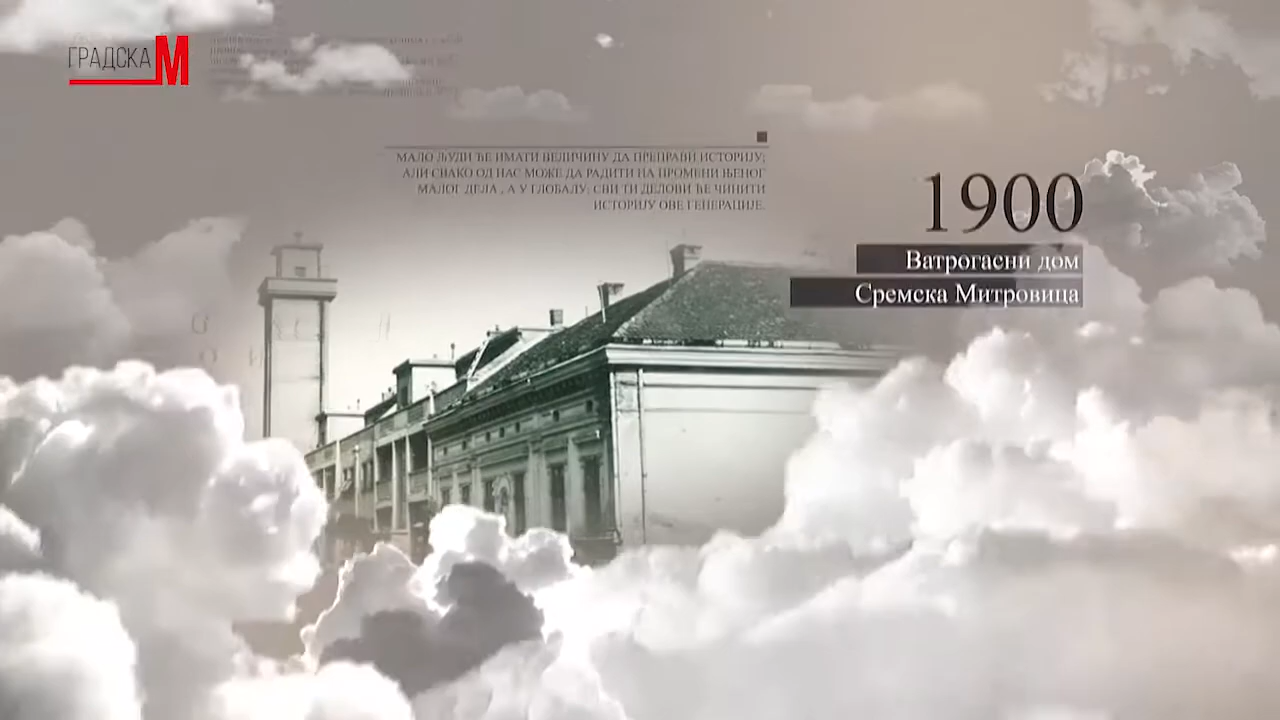 ГРАДСКА М
МАЛО ЉУДИ ЋЕ ИМАТИ ВЕЛИЧИНУ ДА ПРЕПРАВИ ИСТОРИЈУ;
АЛИ СВАКО ОД НАС МОЖЕ ДА РАДИТИ НА ПРОМЕНИ ЊЕНОГ
МАЛОГ ДЕЛА , А У ГЛОБАЛУ; СВИ ТИ ДЕЛОВИ ЋЕ ЧИНИТИ
ИСТОРИЈУ ОВЕ ГЕНЕРАЦИЈЕ.
1900
Ватрогасни дом
Сремска Митровица